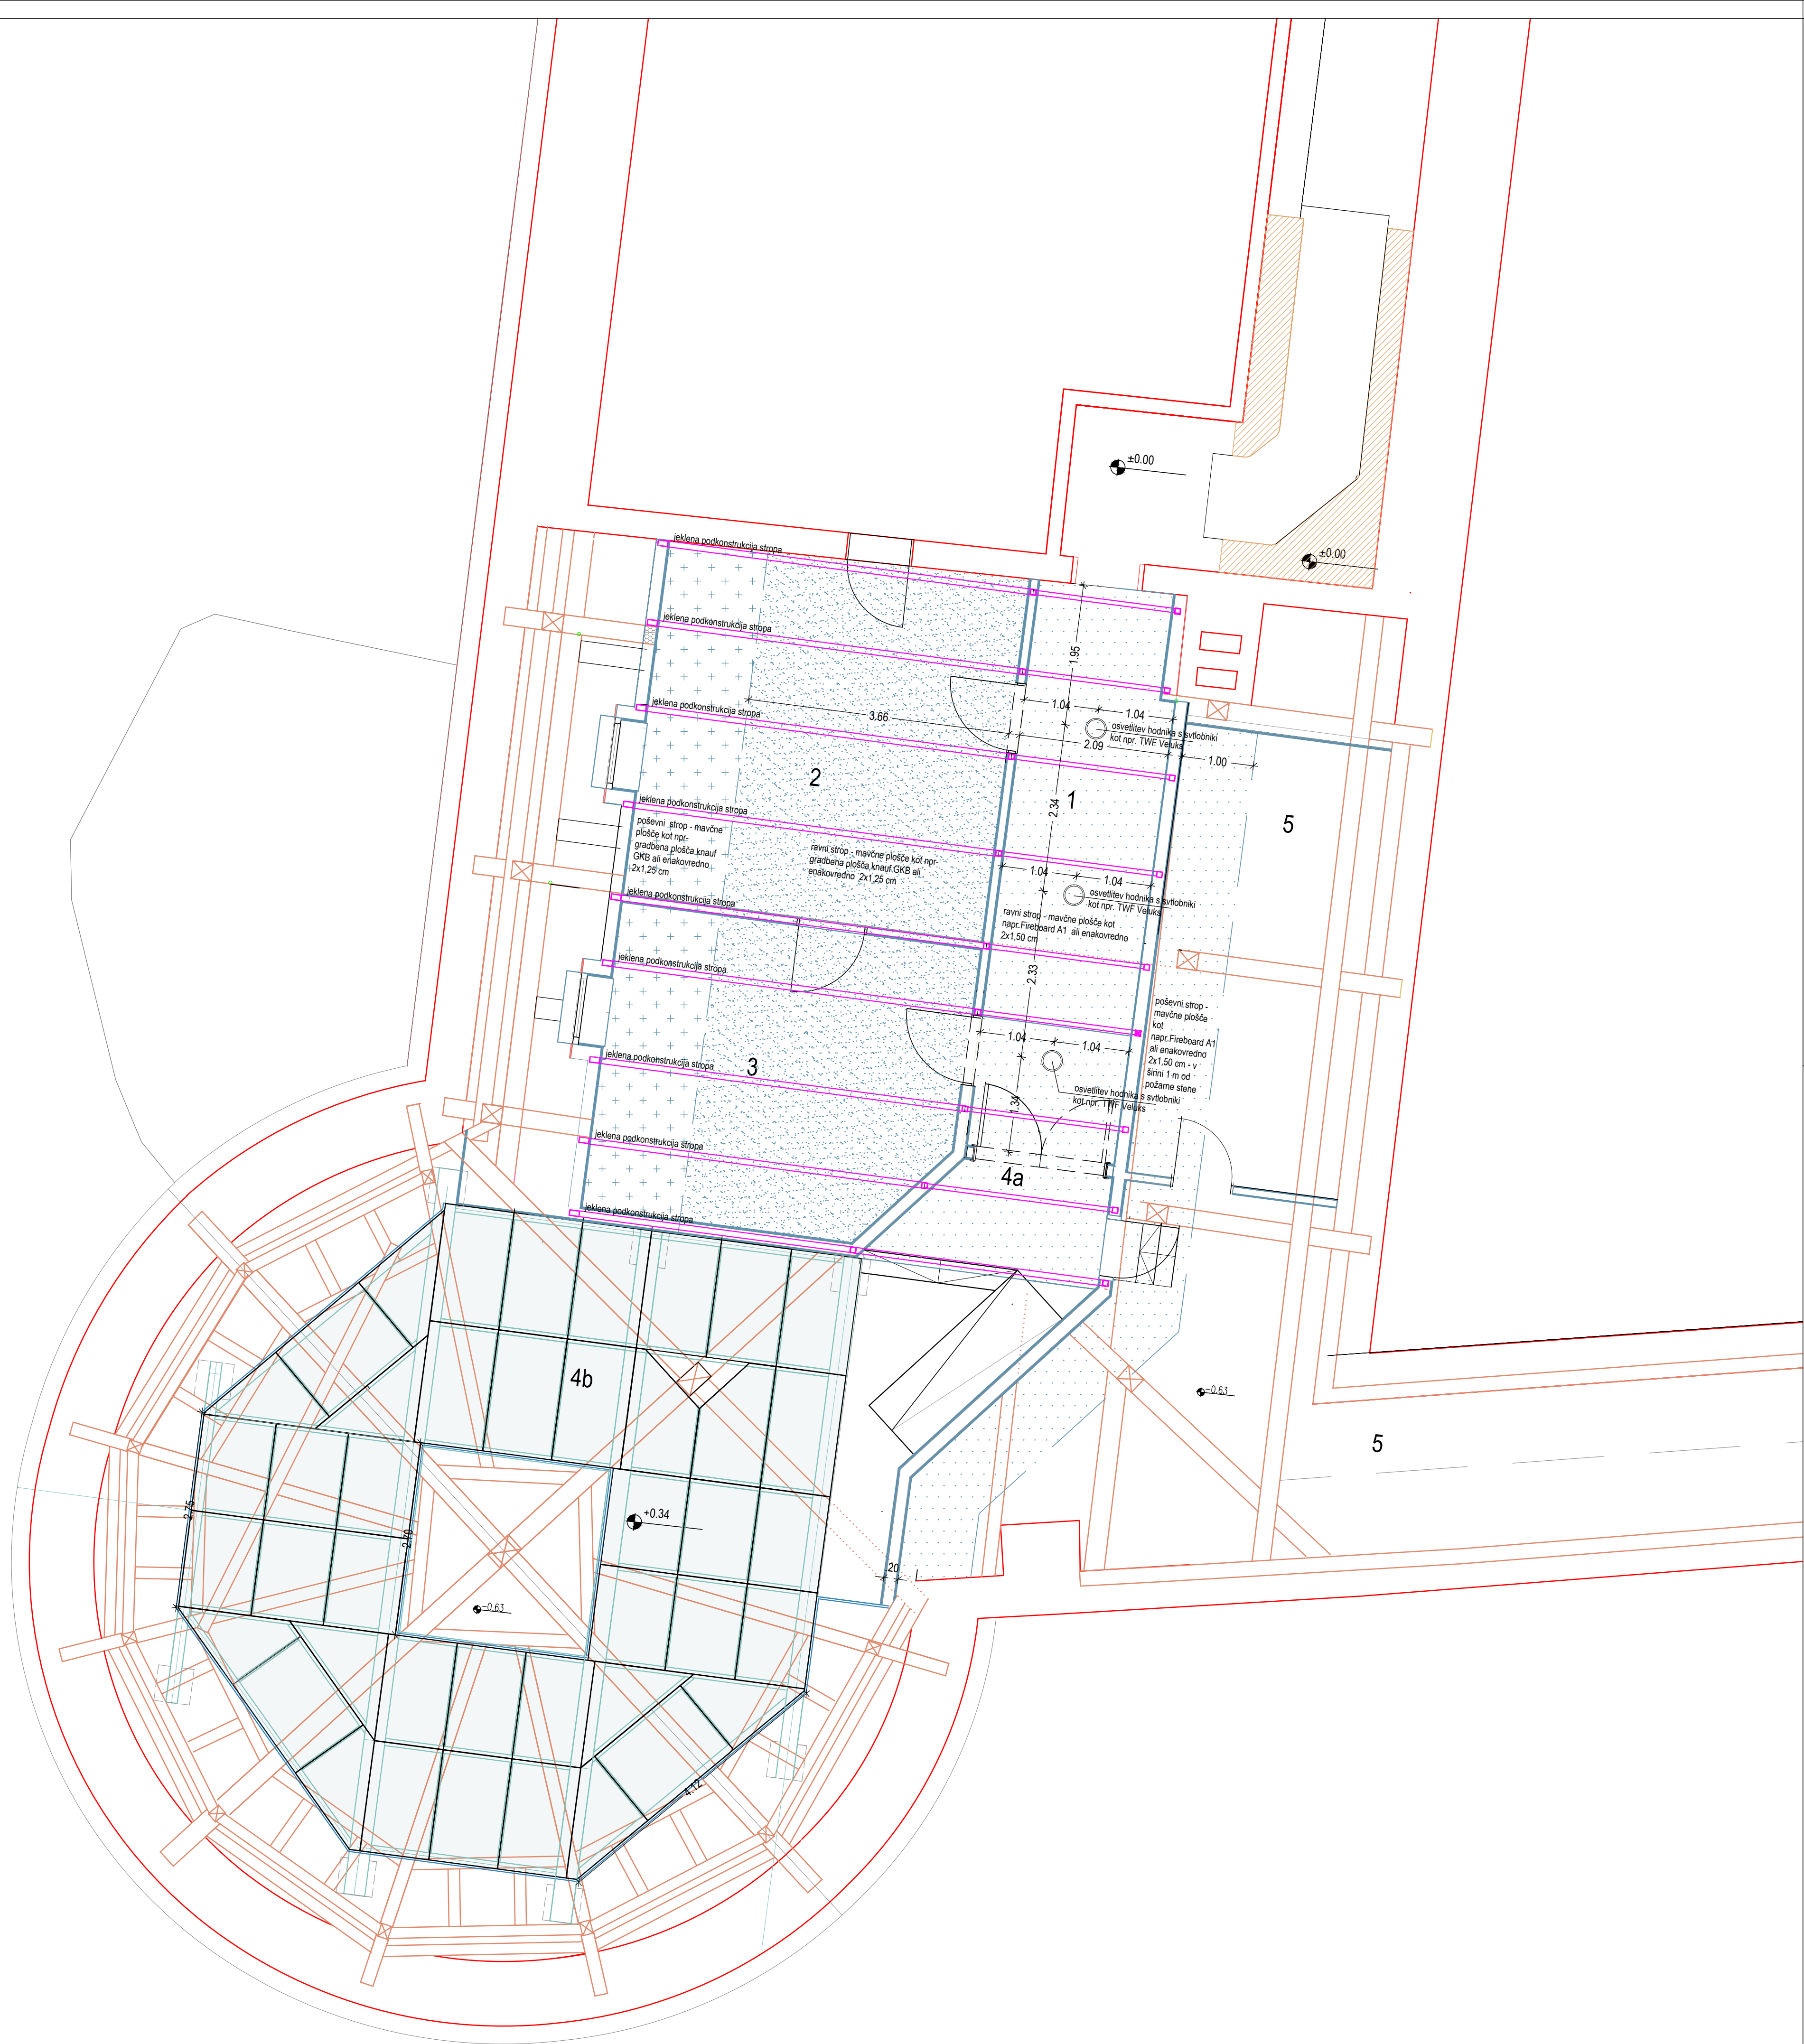 ±0.00
±0.00
jeklena podkonstrukcija stropa
jeklena podkonstrukcija stropa
1.95
jeklena podkonstrukcija stropa
3.66
1.04
1.04
osvetlitev hodnika s svtlobniki
kot npr. TWF Veluks
2.09
1.00
2
1
5
2.34
jeklena podkonstrukcija stropa
poševni strop - mavčne
plošče kot npr-
gradbena plošča knauf
GKB ali enakovredno
2x1,25 cm
ravni strop - mavčne plošče kot npr-
gradbena plošča knauf GKB ali
enakovredno 2x1,25 cm
1.04
1.04
osvetlitev hodnika s svtlobniki
kot npr. TWF Veluks
jeklena podkonstrukcija stropa
ravni strop - mavčne plošče kot
napr.Fireboard A1 ali enakovredno
2x1,50 cm
jeklena podkonstrukcija stropa
2.33
poševni strop -
mavčne plošče
kot
napr.Fireboard A1
ali enakovredno
2x1,50 cm - v
širini 1 m od
požarne stene
1.04
1.04
jeklena podkonstrukcija stropa
3
osvetlitev hodnika s svtlobniki
kot npr. TWF Veluks
1.34
jeklena podkonstrukcija stropa
4a
jeklena podkonstrukcija stropa
4b
-0.63
5
2.75
2.70
+0.34
20
-0.63
4.12